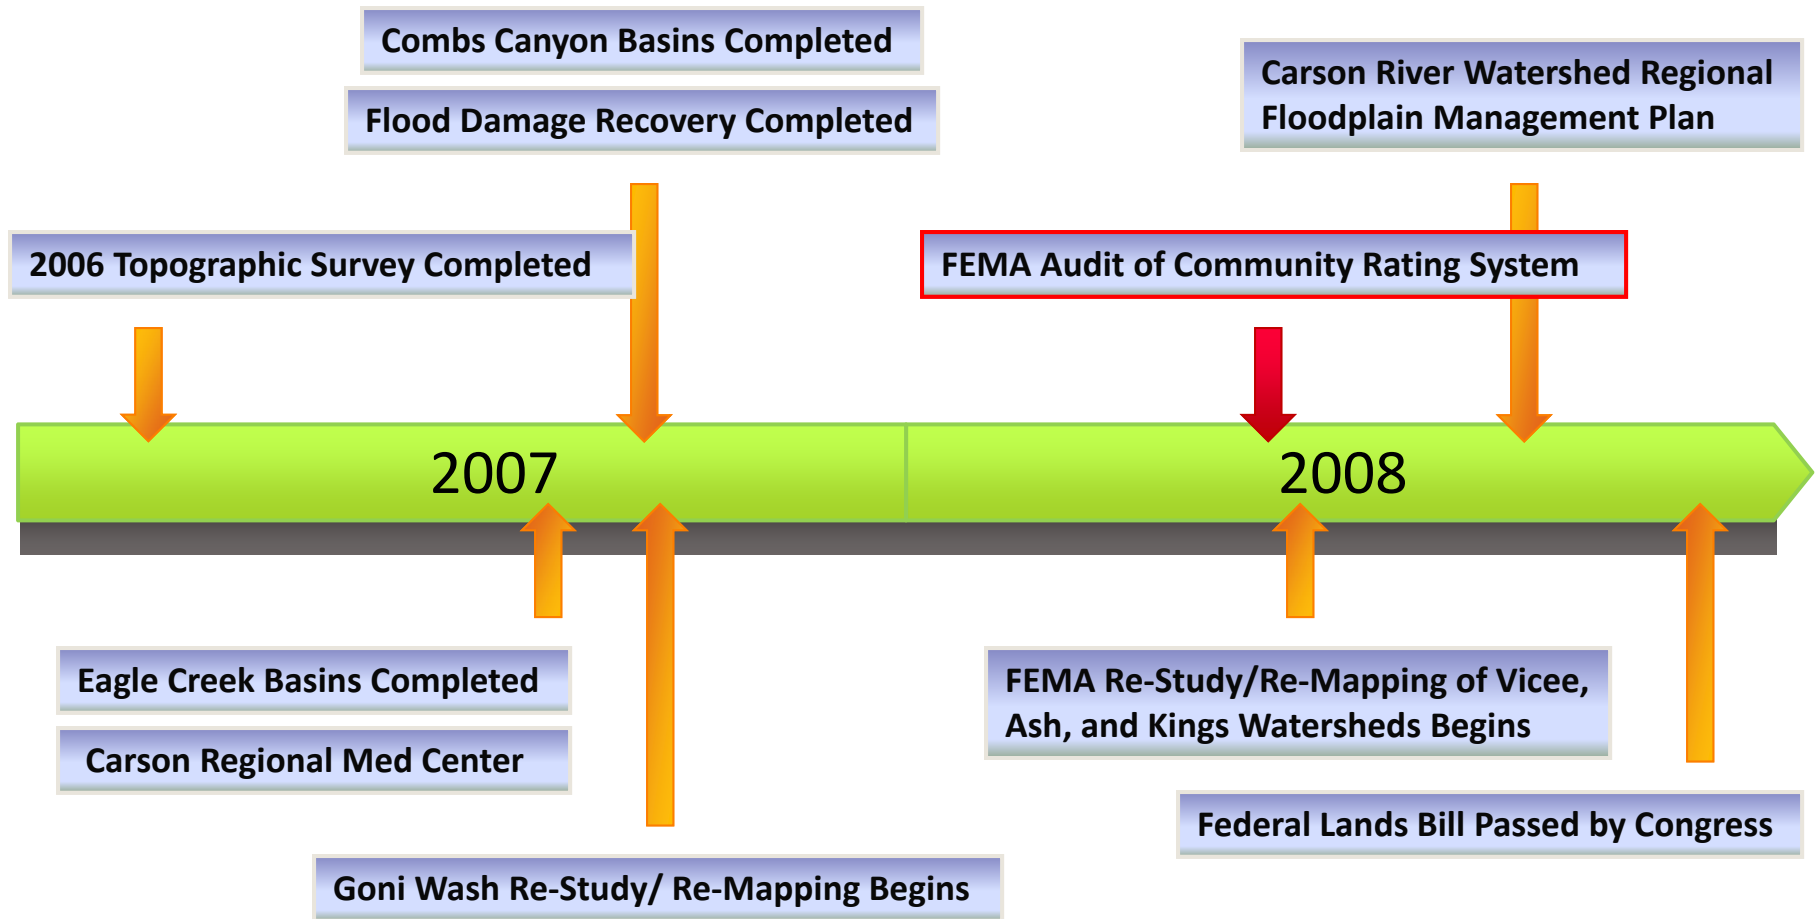 Combs Canyon Basins Completed
Flood Damage Recovery Completed
Carson River Watershed Regional
Floodplain Management Plan
2006 Topographic Survey Completed
FEMA Audit of Community Rating System
2007
2008
Eagle Creek Basins Completed
Carson Regional Med Center
FEMA Re-Study/Re-Mapping of Vicee,
Ash, and Kings Watersheds Begins
Federal Lands Bill Passed by Congress
Goni Wash Re-Study/ Re-Mapping Begins